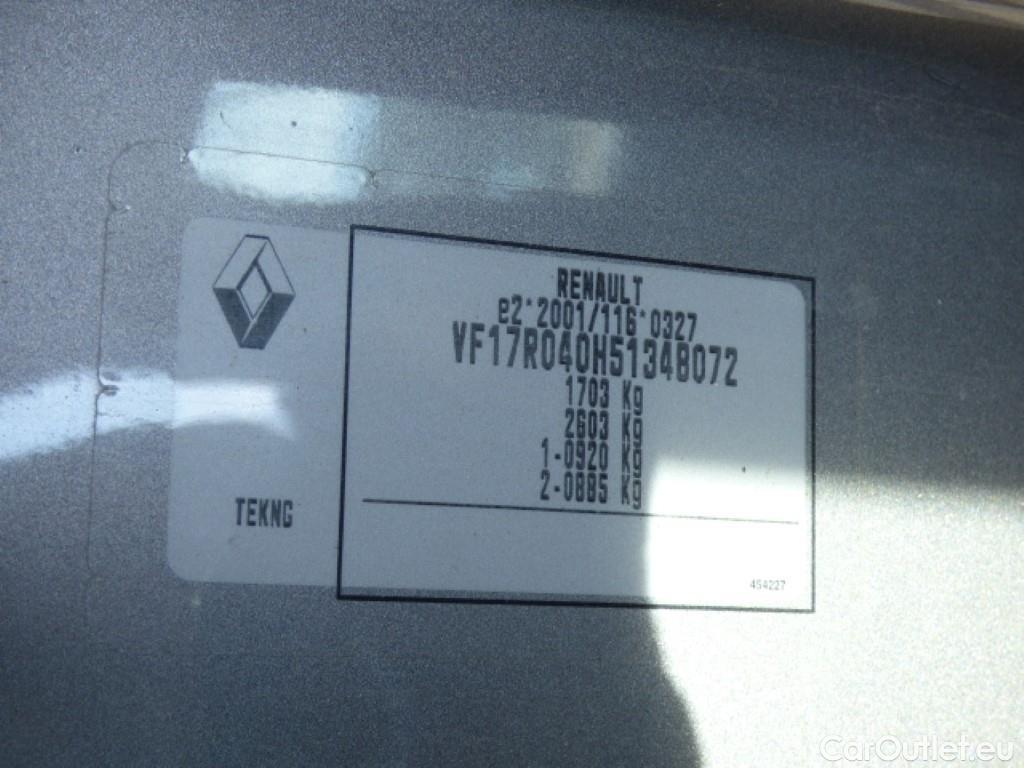 RENAULT
e2*2001/116*0327
VF17R040H51348072
1703 Kg
2603 Kg
1-0920 kg
2-0885 kg
TEKNG
454227
CarOutlet.eu